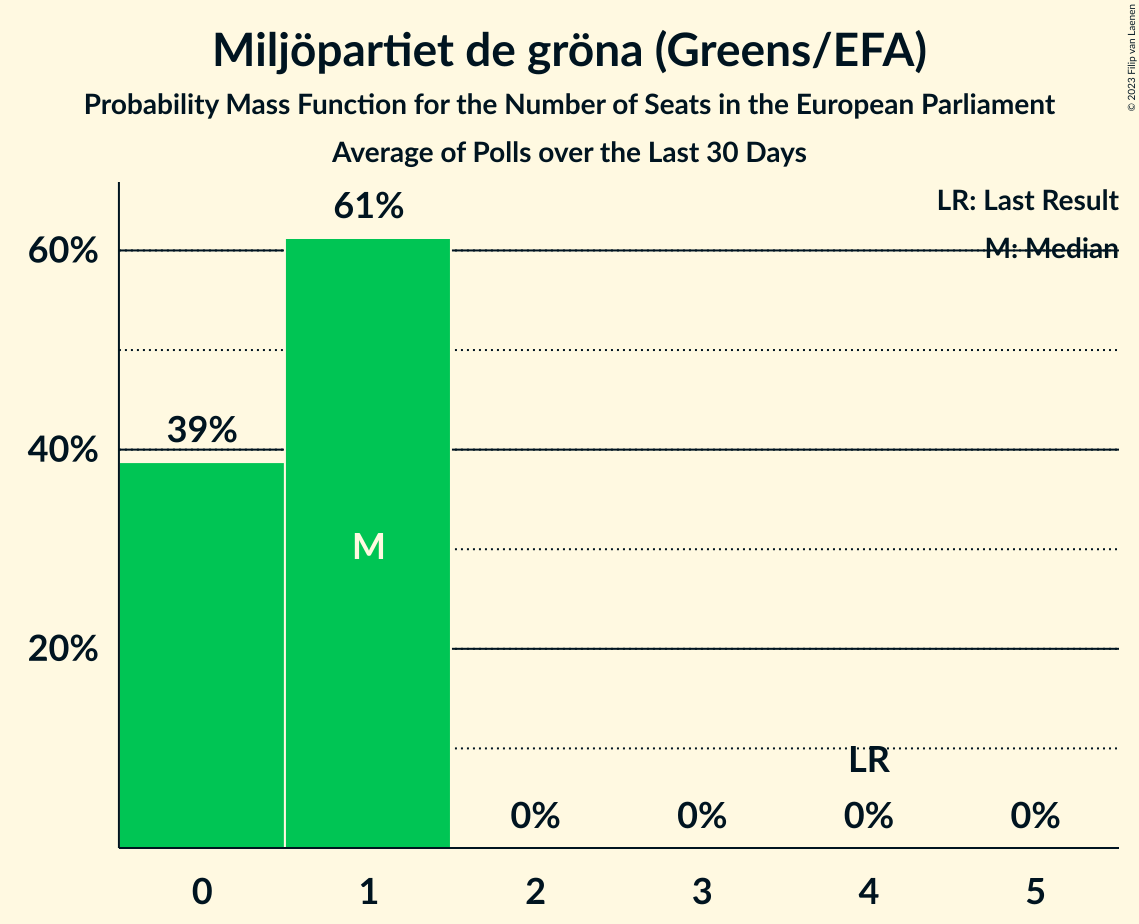 Miljöpartiet de gröna (Greens/EFA)
Probability Mass Function for the Number of Seats in the European Parliament
Average of Polls over the Last 30 Days
© 2023 Filip van Laenen
LR: Last Result
M: Median
61%
60%
39%
40%
M
20%
LR
0% 0% 0% 0%
0 1 2 3 4 5